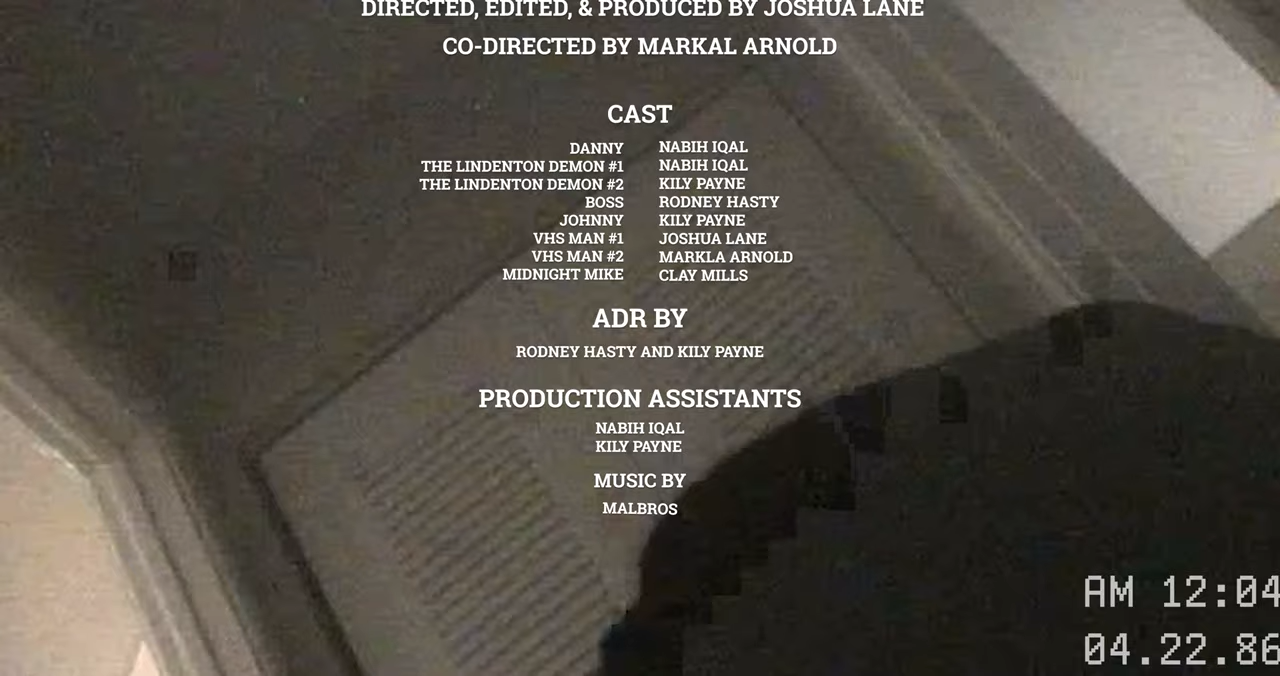 DIRECTED, EDITED, & PRODUCED BY JOSHUA LANE
CO-DIRECTED BY MARKAL ARNOLD
CAST
DANNY NABIH IQAL
THE LINDENTON DEMON #1 NABIH IQAL
THE LINDENTON DEMON #2 KILY PAYNE
BOSS RODNEY HASTY
JOHNNY KILY PAYNE
VHS MAN #1 JOSHUA LANE
VHS MAN #2 MARKLA ARNOLD
MIDNIGHT MIKE CLAY MILLS
ADR BY
RODNEY HASTY AND KILY PAYNE
PRODUCTION ASSISTANTS
NABIH IQAL
KILY PAYNE
MUSIC BY
MALBROS
AM 12:04
04.22.86